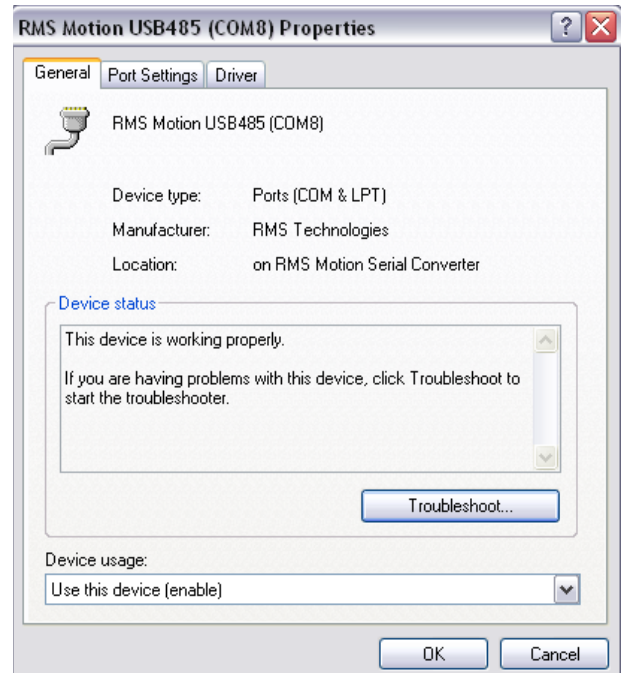 RMS Motion USB485 (COM8) Properties
?
General Port Settings Driver
RMS Motion USB485 (COM8)
Device type: Ports (COM & LPT)
Manufacturer: RMS Technologies
Location: on RMS Motion Serial Converter
Device status
This device is working properly.
If you are having problems with this device, click Troubleshoot to
start the troubleshooter.
Troubleshoot...
Device usage:
Use this device (enable)
OK Cancel